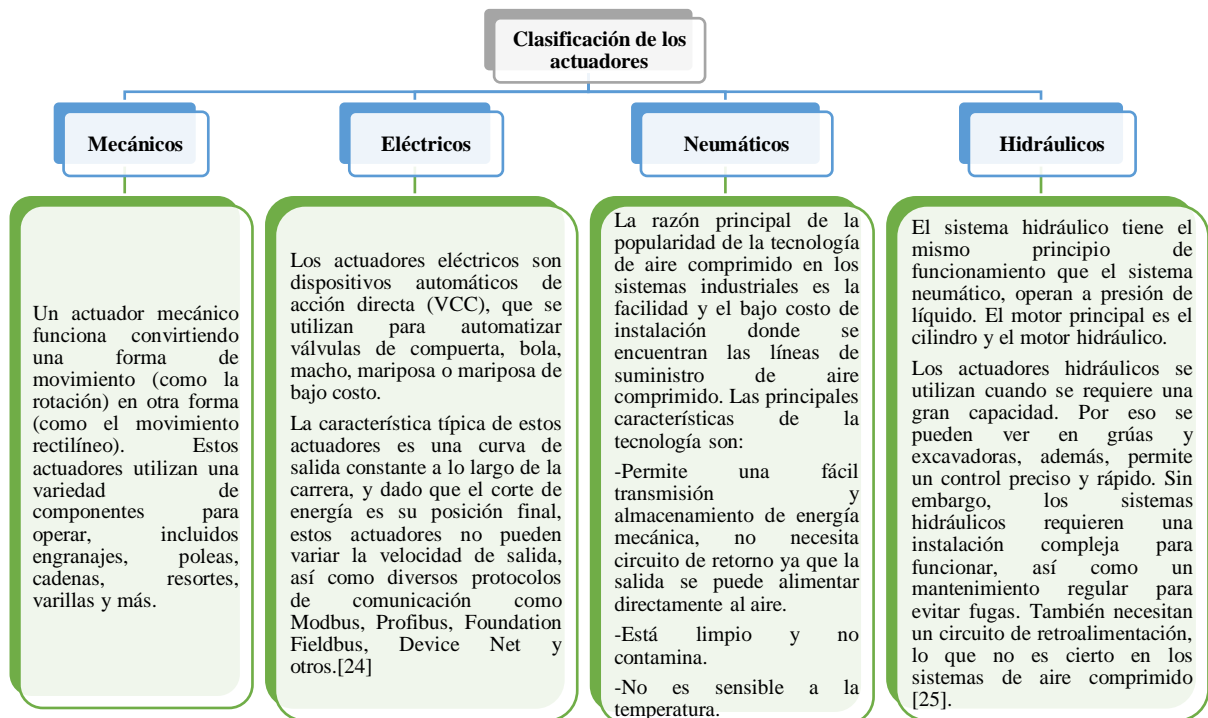 Clasificación de los
actuadores
Mecánicos
Eléctricos
Neumáticos
Hidráulicos
Un actuador mecánico
funciona convirtiendo
una forma de
movimiento (como la
rotación) en otra forma
(como el movimiento
rectilíneo). Estos
actuadores utilizan una
variedad de
componentes para
operar, incluidos
engranajes, poleas,
cadenas, resortes,
varillas y más.
Los actuadores eléctricos son
dispositivos automáticos de
acción directa (VCC), que se
utilizan para automatizar
válvulas de compuerta, bola,
macho, mariposa o mariposa de
bajo costo.
La característica típica de estos
actuadores es una curva de
salida constante a lo largo de la
carrera, y dado que el corte de
energía es su posición final,
estos actuadores no pueden
variar la velocidad de salida,
así como diversos protocolos
de comunicación como
Modbus, Profibus, Foundation
Fieldbus, Device Net y
otros.[24]
La razón principal de la
popularidad de la tecnología
de aire comprimido en los
sistemas industriales es la
facilidad y el bajo costo de
instalación donde se
encuentran las líneas de
suministro de aire
comprimido. Las principales
características de la
tecnología son:
-Permite una fácil
transmisión y
almacenamiento de energía
mecánica, no necesita
circuito de retorno ya que la
salida se puede alimentar
directamente al aire.
-Está limpio y no
contamina.
-No es sensible a la
temperatura.
El sistema hidráulico tiene el
mismo principio de
funcionamiento que el sistema
neumático, operan a presión de
líquido. El motor principal es el
cilindro y el motor hidráulico.
Los actuadores hidráulicos se
utilizan cuando se requiere una
gran capacidad. Por eso se
pueden ver en grúas y
excavadoras, además, permite
un control preciso y rápido. Sin
embargo, los sistemas
hidráulicos requieren una
instalación compleja para
funcionar, así como un
mantenimiento regular para
evitar fugas. También necesitan
un circuito de retroalimentación,
lo que no es cierto en los
sistemas de aire comprimido
[25].